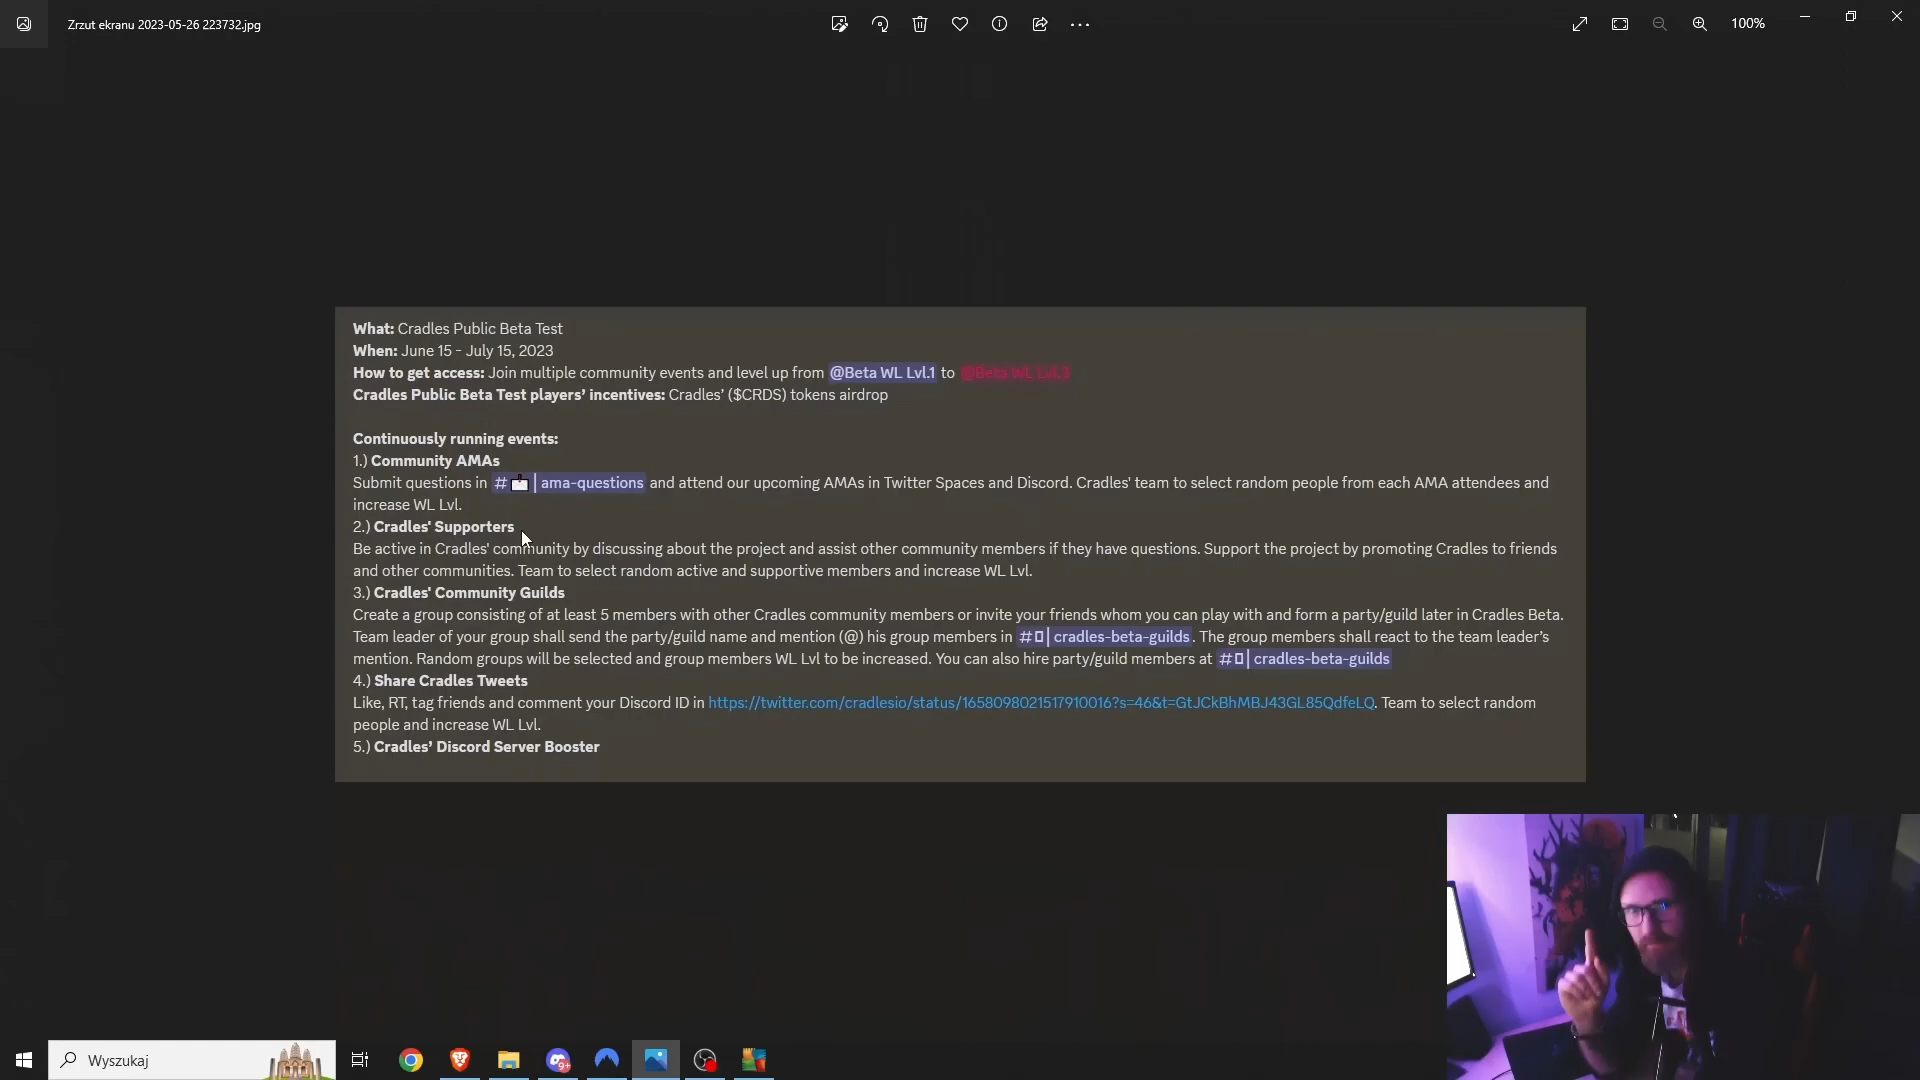 Zrzut ekranu 2023-05-26 223732.jpg
100%
What: Cradles Public Beta Test
When: June 15 - July 15, 2023
How to get access: Join multiple community events and level up from @Beta WL Lvl.1 to @Beta WL Lvl.3
Cradles Public Beta Test players’ incentives: Cradles’ ($CRDS) tokens airdrop
Continuously running events:
1.) Community AMAs
Submit questions in #📩|ama-questions and attend our upcoming AMAs in Twitter Spaces and Discord. Cradles' team to select random people from each AMA attendees and
increase WL Lvl.
2.) Cradles' Supporters
Be active in Cradles' community by discussing about the project and assist other community members if they have questions. Support the project by promoting Cradles to friends
and other communities. Team to select random active and supportive members and increase WL Lvl.
3.) Cradles' Community Guilds
Create a group consisting of at least 5 members with other Cradles community members or invite your friends whom you can play with and form a party/guild later in Cradles Beta.
Team leader of your group shall send the party/guild name and mention (@) his group members in #▯|cradles-beta-guilds. The group members shall react to the team leader’s
mention. Random groups will be selected and group members WL Lvl to be increased. You can also hire party/guild members at #▯|cradles-beta-guilds
4.) Share Cradles Tweets
Like, RT, tag friends and comment your Discord ID in https://twitter.com/cradlesio/status/1658098021517910016?s=46&t=GtJCkBhMBJ43GL85QdfeLQ. Team to select random
people and increase WL Lvl.
5.) Cradles’ Discord Server Booster
Wyszukaj
9+